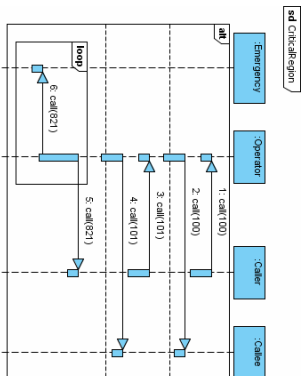 sd CriticalRegion
:Emergency
:Operator
:Caller
:Callee
alt
1: call(100)
2: call(100)
3: call(101)
4: call(101)
loop
5: call(821)
6: call(821)